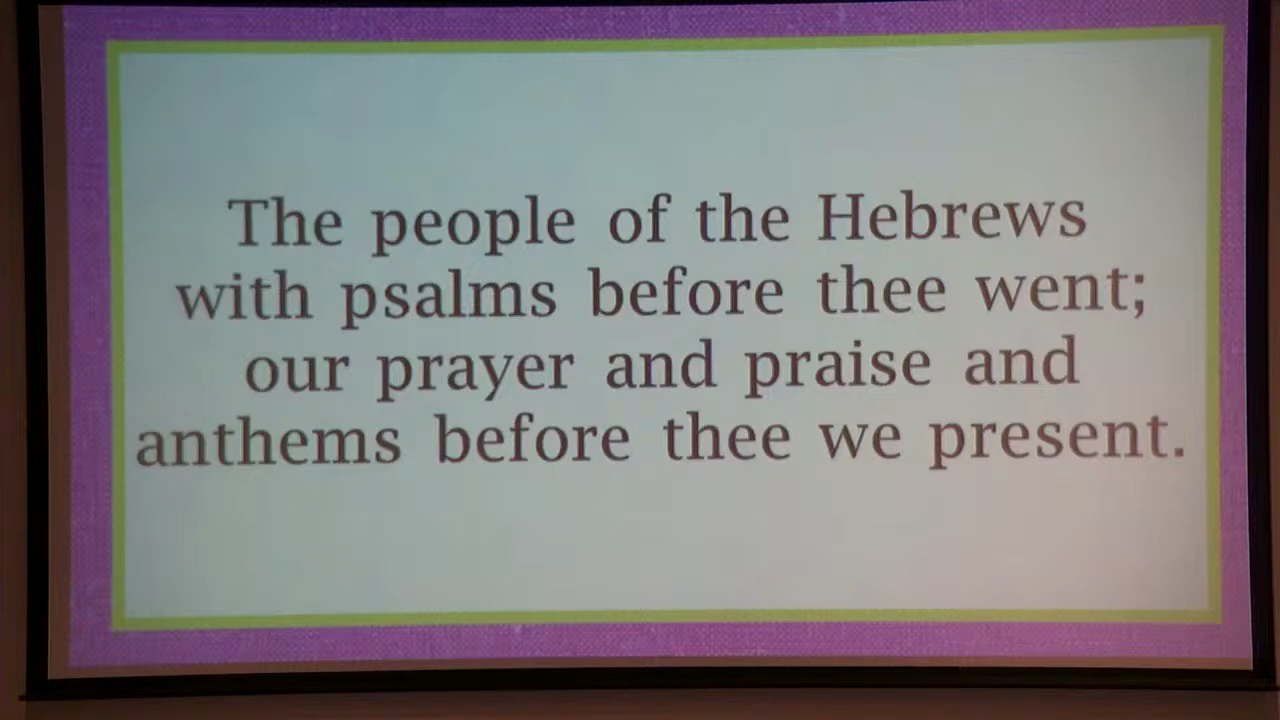 The people of the Hebrews
with psalms before thee went;
our prayer and praise and
anthems before thee we present.